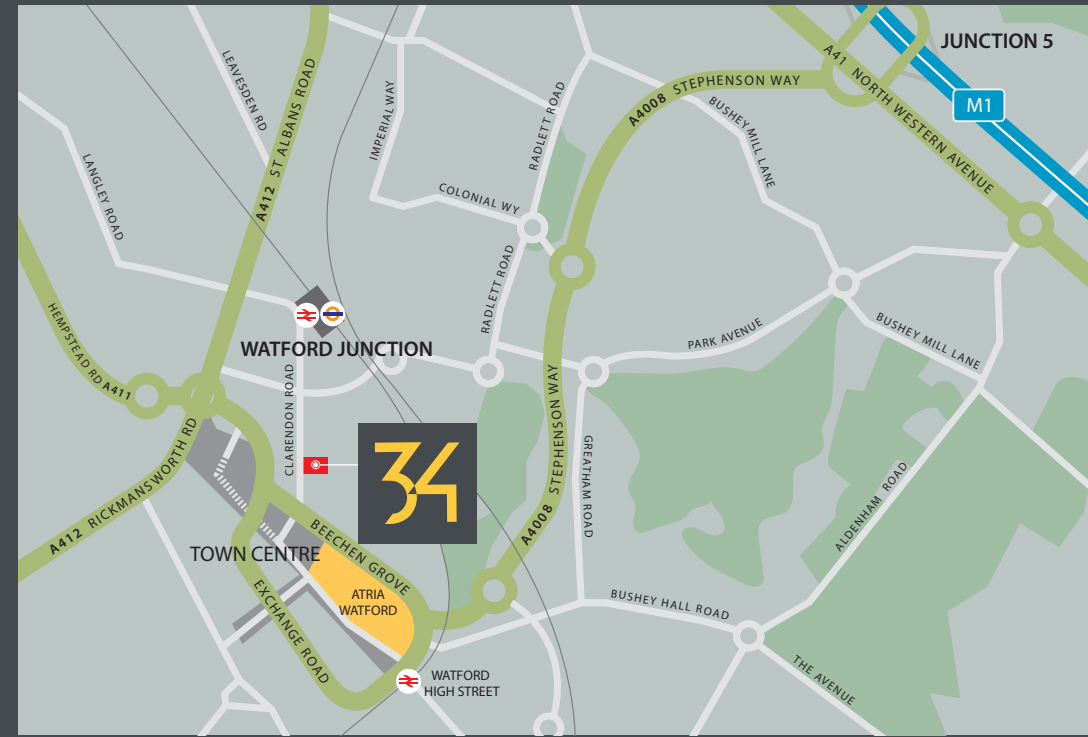 JUNCTION 5
M1
A41 NORTH WESTERN AVENUE
A4008 STEPHENSON WAY
BUSHEY MILL LANE
LEAVESDEN RD
A412 ST ALBANS ROAD
IMPERIAL WAY
RADLETT ROAD
LANGLEY ROAD
COLONIAL WY
RADLETT ROAD
HEMPSTEAD RD A411
WATFORD JUNCTION
PARK AVENUE
BUSHEY MILL LANE
CLARENDON ROAD
34
A4008 STEPHENSON WAY
GREATHAM ROAD
A412 RICKMANSWORTH RD
ALDENHAM ROAD
TOWN CENTRE
BEECHEN GROVE
ATRIA
WATFORD
EXCHANGE ROAD
BUSHEY HALL ROAD
THE AVENUE
WATFORD
HIGH STREET